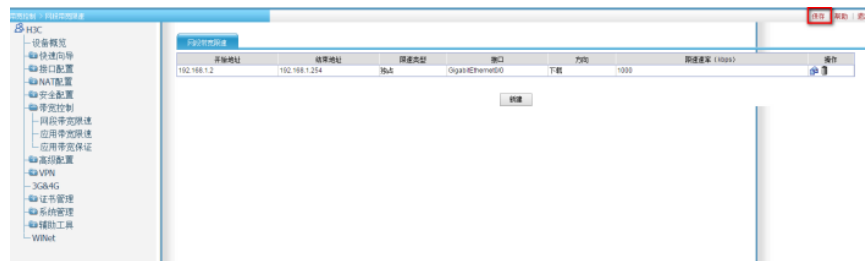 带宽控制 > 网段带宽限速
保存 | 帮助 |
H3C
设备概览
快速向导
接口配置
NAT配置
安全配置
带宽控制
网段带宽限速
应用带宽限速
应用带宽保证
高级配置
VPN
3G&4G
证书管理
系统管理
辅助工具
WiNet
网段带宽限速
开始地址 结束地址 限速类型 接口 方向 限速速率（kbps） 操作
192.168.1.2 192.168.1.254 独占 GigabitEthernet0/0 下载 1000
新建